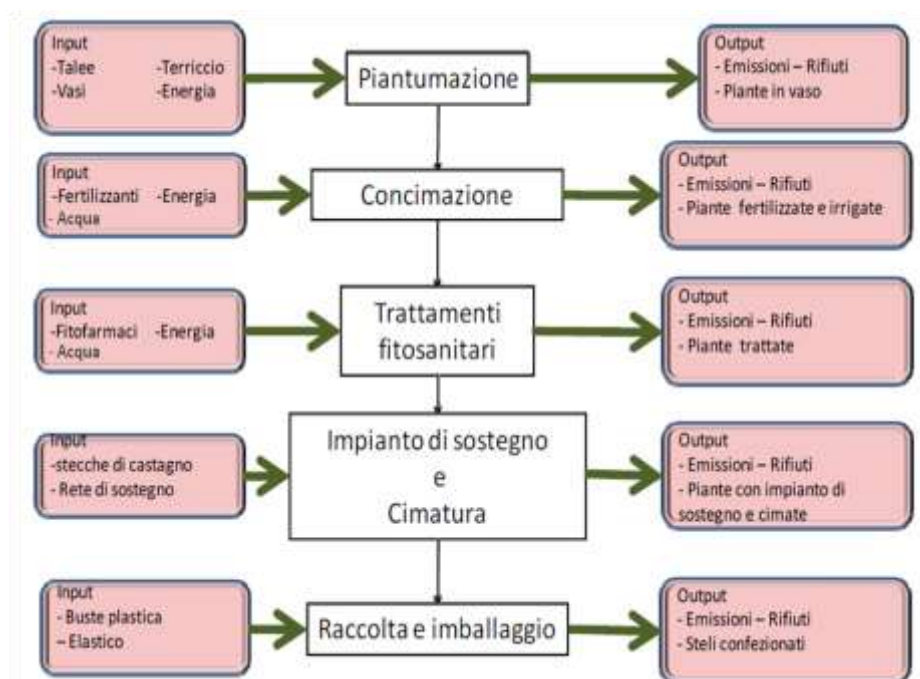 Input
-Talee -Terriccio
-Vasi -Energia
Piantumazione
Output
- Emissioni – Rifiuti
- Piante in vaso
Input
-Fertilizzanti -Energia
- Acqua
Concimazione
Output
- Emissioni – Rifiuti
- Piante fertilizzate e irrigate
Input
-Fitofarmaci -Energia
- Acqua
Trattamenti
fitosanitari
Output
- Emissioni – Rifiuti
- Piante trattate
Input
-stecche di castagno
- Rete di sostegno
Impianto di sostegno
e
Cimatura
Output
- Emissioni – Rifiuti
- Piante con impianto di
sostegno e cimate
Input
- Buste plastica
– Elastico
Raccolta e imballaggio
Output
- Emissioni – Rifiuti
- Steli confezionati